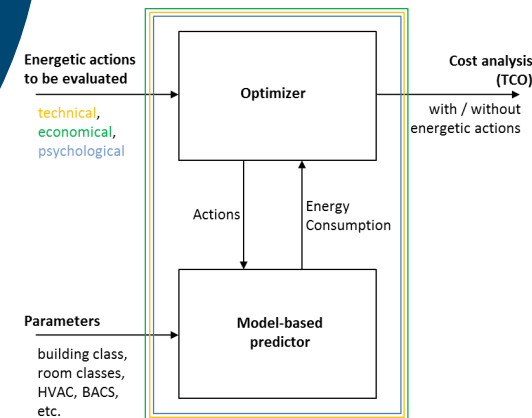 Energetic actions
to be evaluated
technical,
economical,
psychological
Optimizer
Cost analysis
(TCO)
with / without
energetic actions
Actions
Energy
Consumption
Parameters
building class,
room classes,
HVAC, BACS,
etc.
Model-based
predictor